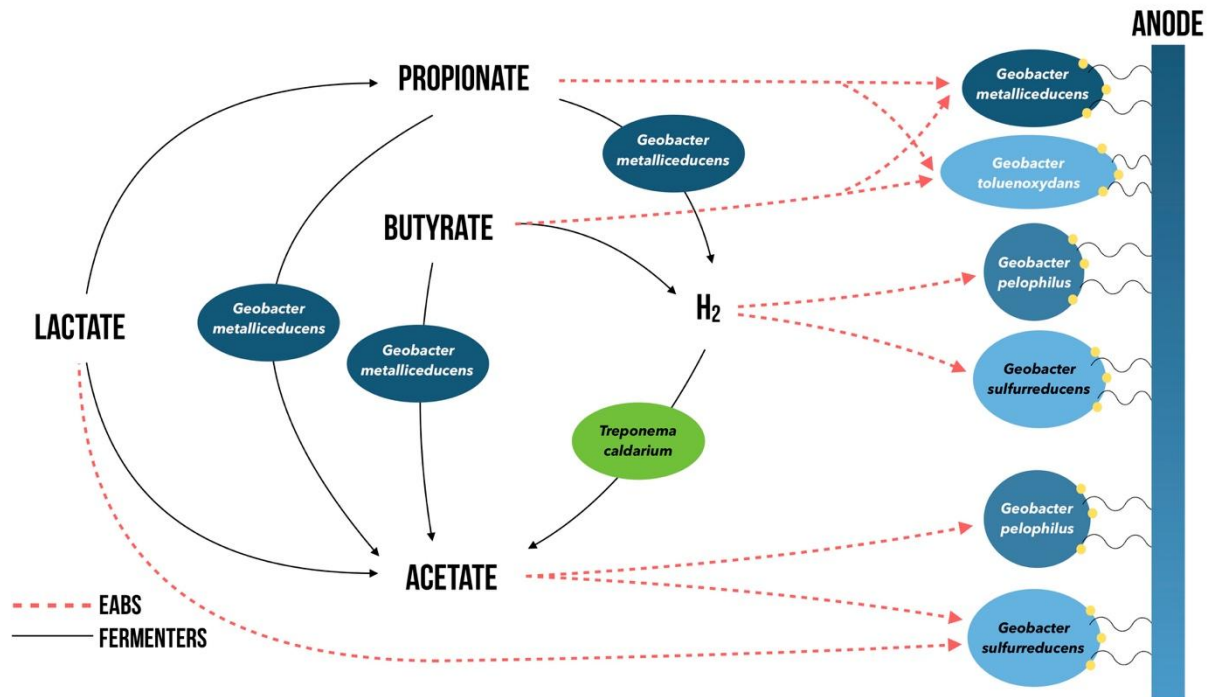 ANODE
PROPIONATE
Geobacter
metalliceducens
Geobacter
metalliceducens
Geobacter
toluenoxydans
BUTYRATE
Geobacter
pelophilus
LACTATE
Geobacter
metalliceducens
H₂
Geobacter
metalliceducens
Geobacter
sulfurreducens
Treponema
caldarium
Geobacter
pelophilus
ACETATE
EABS
FERMENTERS
Geobacter
sulfurreducens